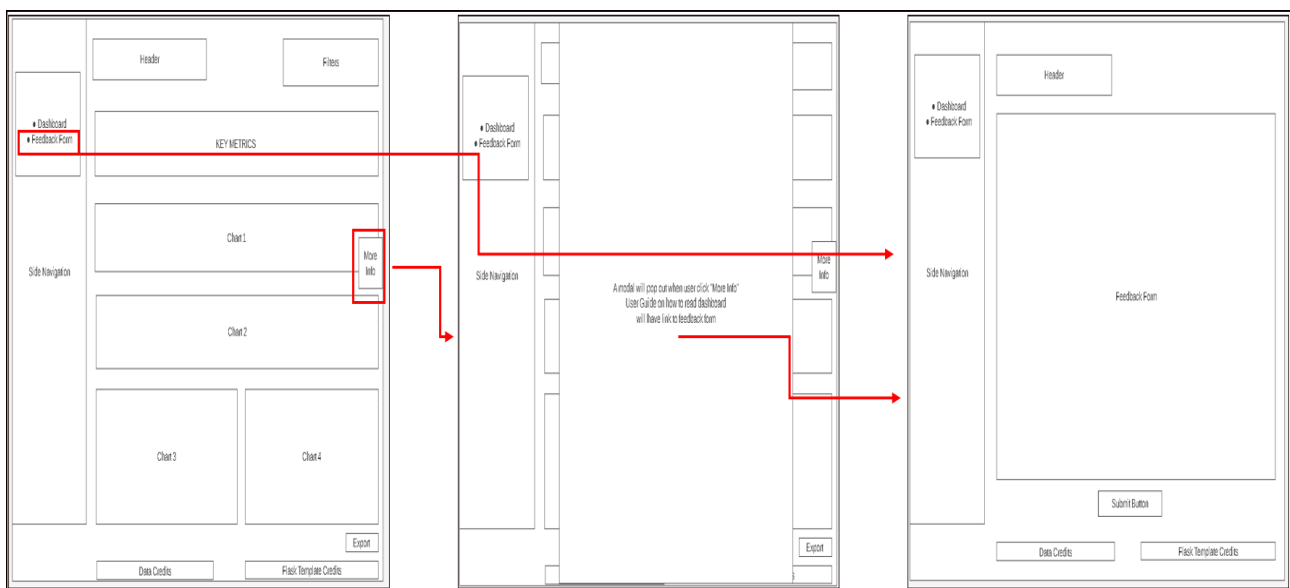 Header
Filters
• Dashboard
• Feedback Form
KEY METRICS
Chart 1
More
Info
Side Navigation
Chart 2
Chart 3
Chart 4
Export
Data Credits
Flask Template Credits
• Dashboard
• Feedback Form
More
Info
Side Navigation
A modal will pop out when user click "More Info"
User Guide on how to read dashboard
will have link to feedback form
Export
s
Header
• Dashboard
• Feedback Form
Side Navigation
Feedback Form
Submit Button
Data Credits
Flask Template Credits